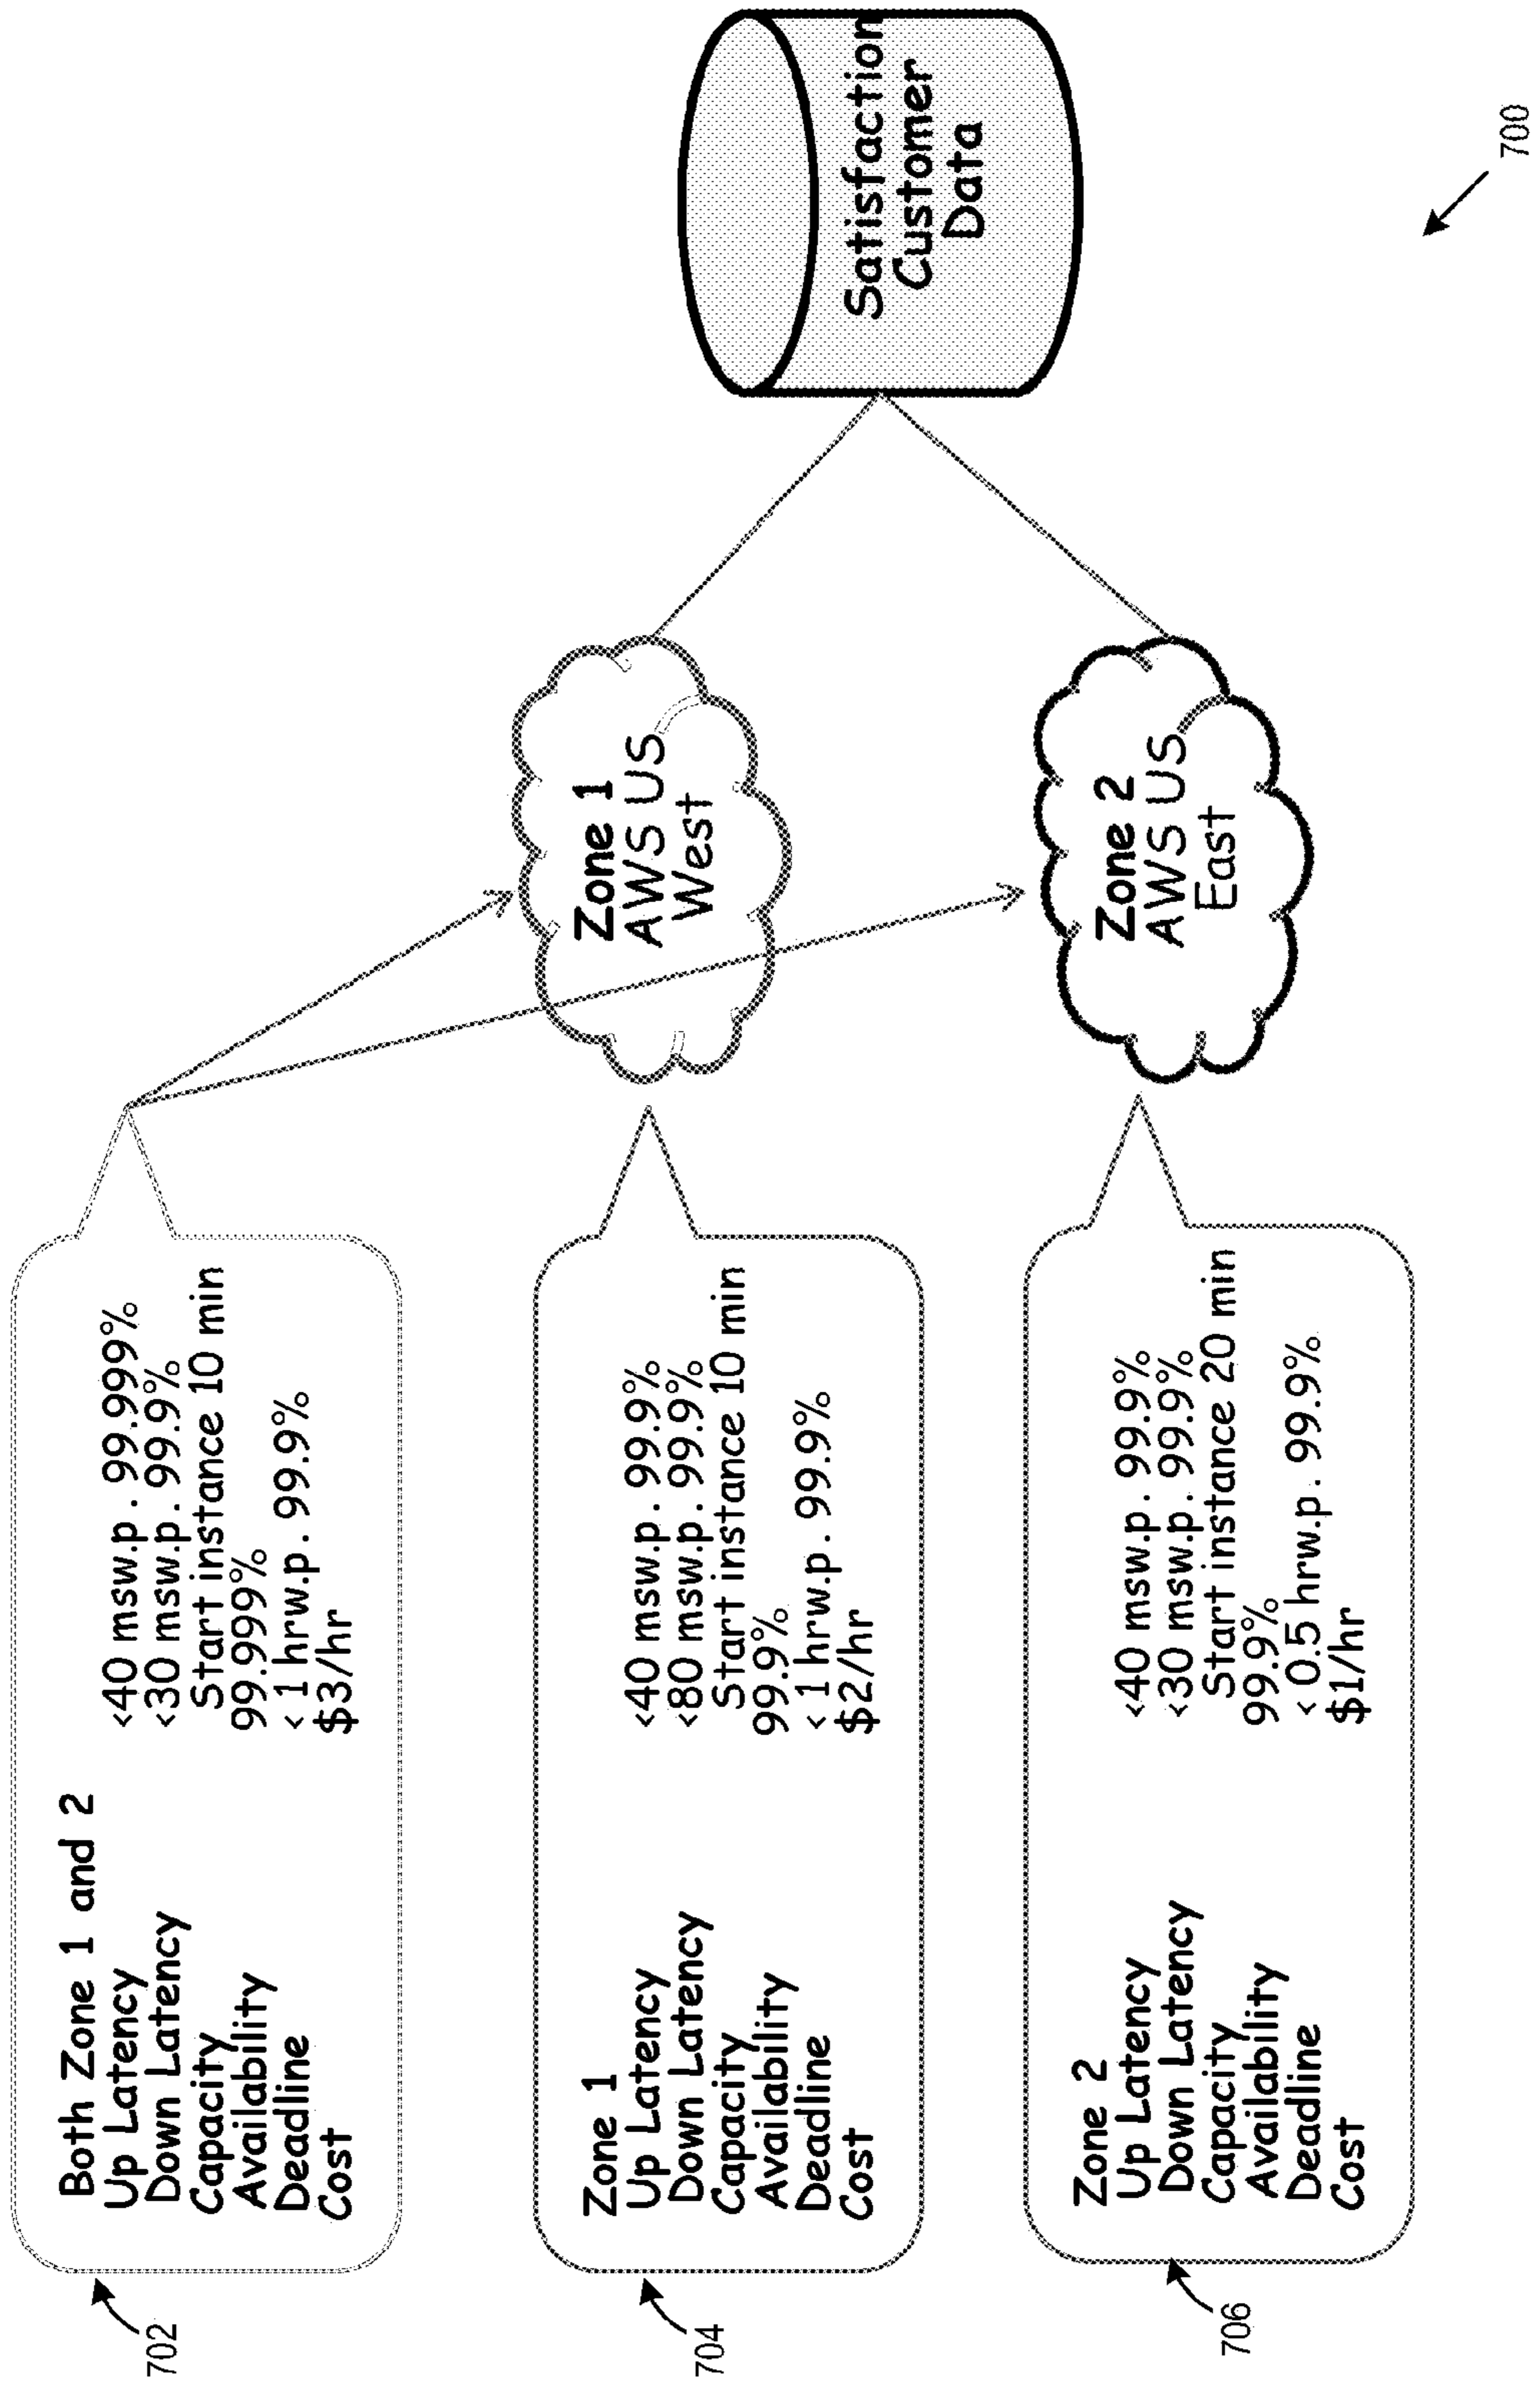 Both Zone 1 and 2
Up Latency <40 msw.p. 99.999%
Down Latency <30 msw.p. 99.9%
Capacity Start instance 10 min
Availability 99.999%
Deadline < 1 hrw.p. 99.9%
Cost $3/hr
702
Zone 1
Up Latency <40 msw.p. 99.9%
Down Latency <80 msw.p. 99.9%
Capacity Start instance 10 min
Availability 99.9%
Deadline < 1 hrw.p. 99.9%
Cost $2/hr
704
Zone 2
Up Latency <40 msw.p. 99.9%
Down Latency <30 msw.p. 99.9%
Capacity Start instance 20 min
Availability 99.9%
Deadline < 0.5 hrw.p. 99.9%
Cost $1/hr
706
Zone 1
AWS US
West
Zone 2
AWS US
East
Satisfaction
Customer
Data
700